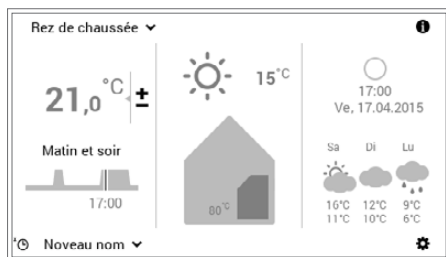 Rez de chaussée
21,0 °C ±
Matin et soir
17:00
Noveau nom
15°C
80°C
17:00
Ve, 17.04.2015
Sa Di Lu
16°C 12°C 9°C
11°C 10°C 6°C